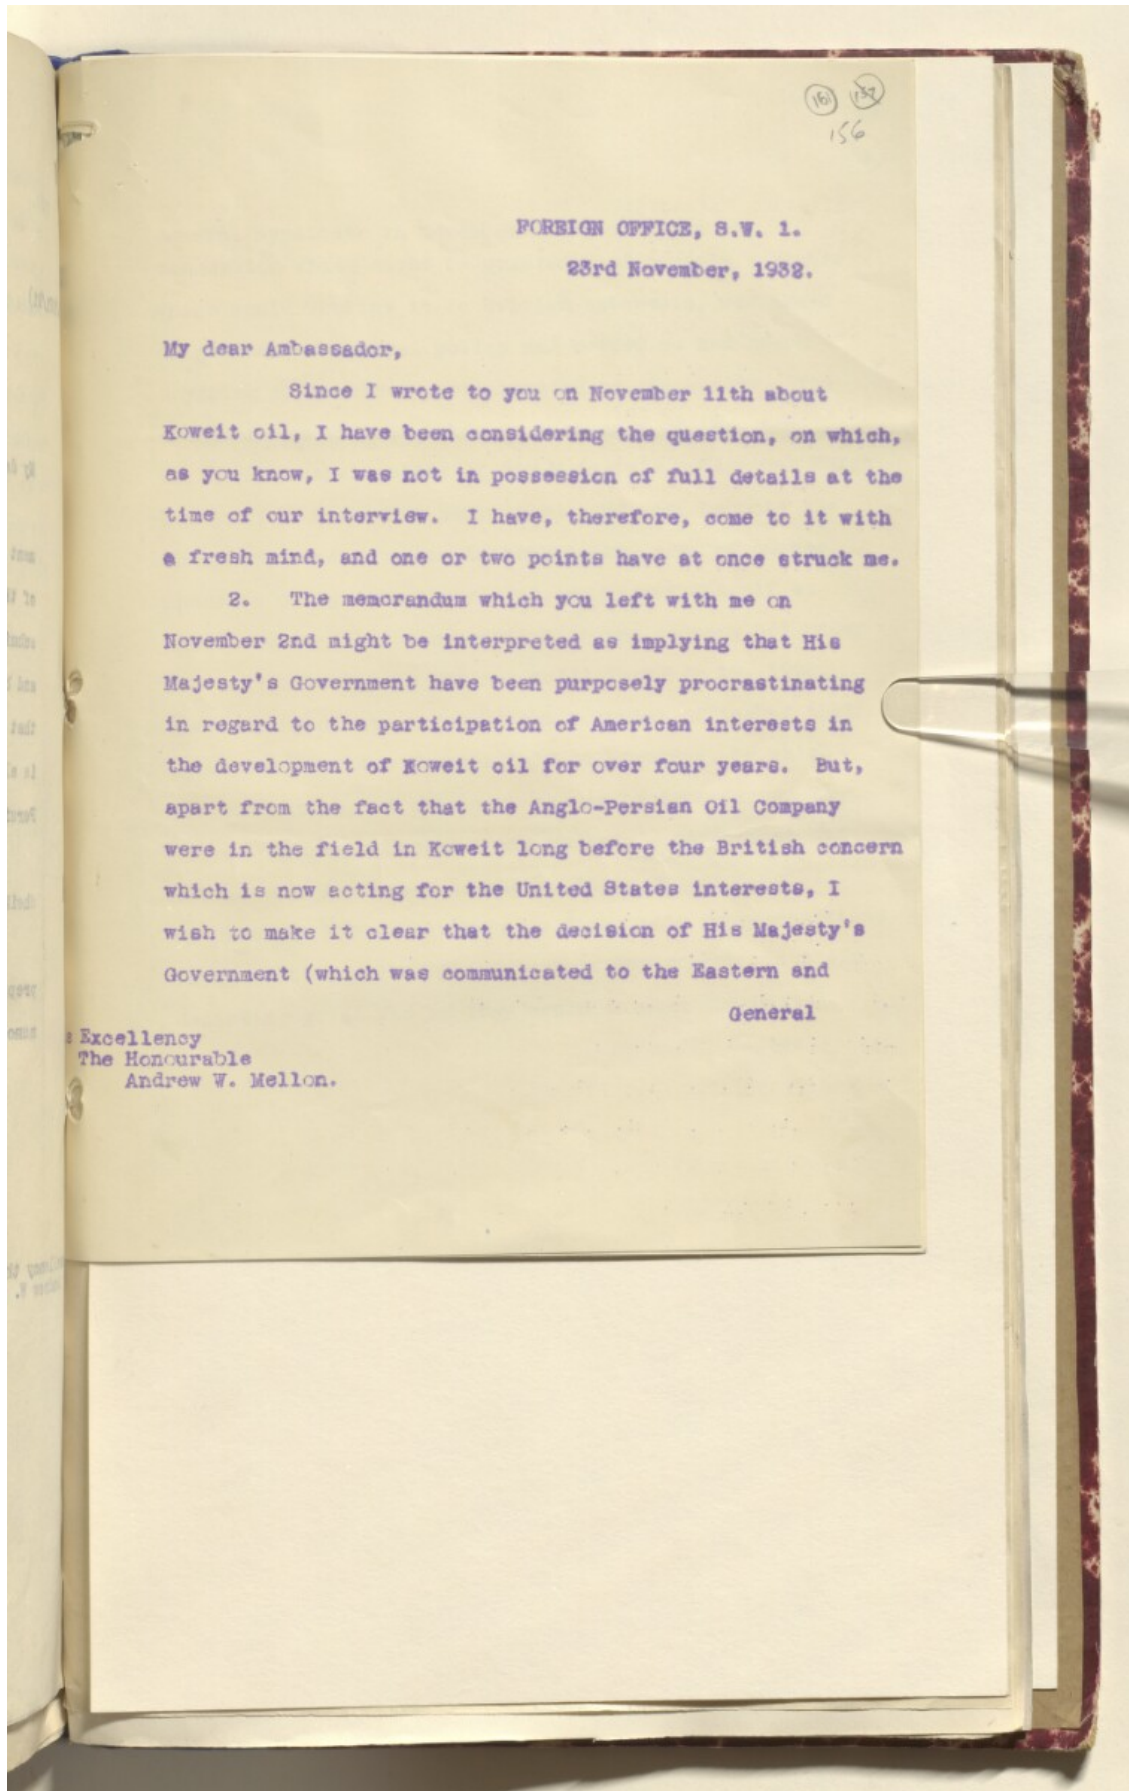 161 157
156
FOREIGN OFFICE, S.W. 1.
23rd November, 1932.
My dear Ambassador,
Since I wrote to you on November 11th about
Koweit oil, I have been considering the question, on which,
as you know, I was not in possession of full details at the
time of our interview. I have, therefore, come to it with
a fresh mind, and one or two points have at once struck me.
2. The memorandum which you left with me on
November 2nd might be interpreted as implying that His
Majesty's Government have been purposely procrastinating
in regard to the participation of American interests in
the development of Koweit oil for over four years. But,
apart from the fact that the Anglo-Persian Oil Company
were in the field in Koweit long before the British concern
which is now acting for the United States interests, I
wish to make it clear that the decision of His Majesty's
Government (which was communicated to the Eastern and
General
s Excellency
The Honourable
Andrew W. Mellon.